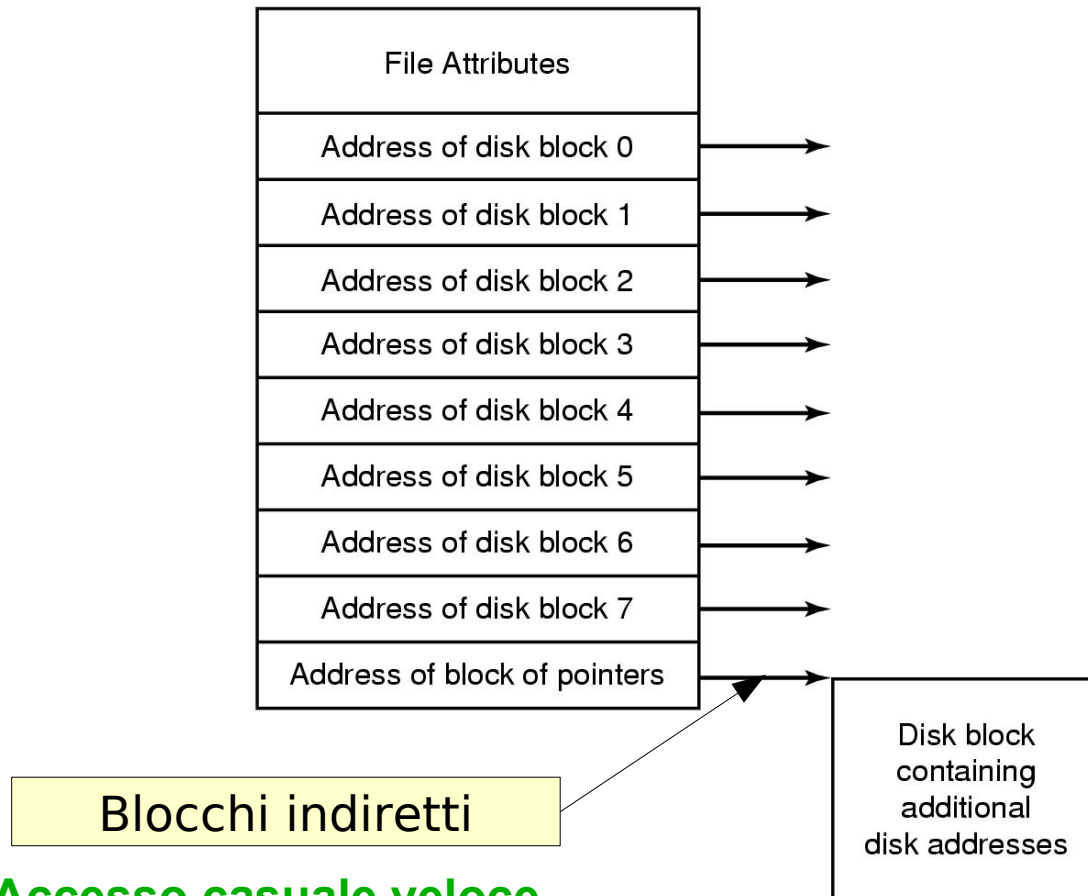 File Attributes
Address of disk block 0
Address of disk block 1
Address of disk block 2
Address of disk block 3
Address of disk block 4
Address of disk block 5
Address of disk block 6
Address of disk block 7
Address of block of pointers
Disk block
containing
additional
disk addresses
Blocchi indiretti
Accesso casuale veloce